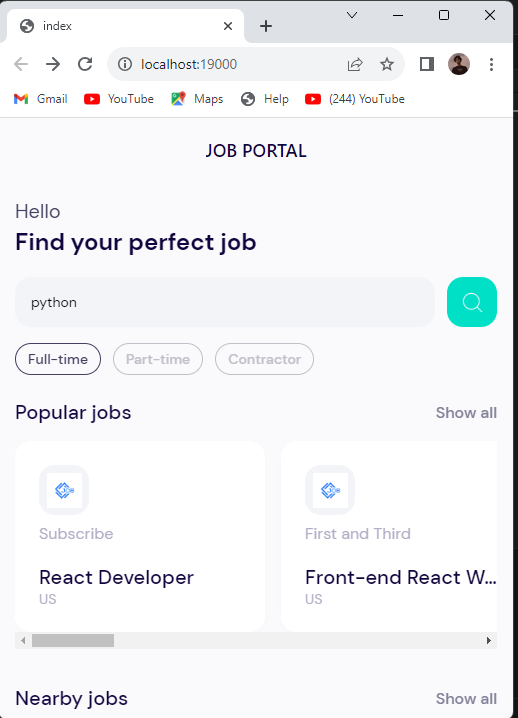 index
localhost:19000
Gmail YouTube Maps Help (244) YouTube
JOB PORTAL
Hello
Find your perfect job
python
Full-time Part-time Contractor
Popular jobs Show all
Subscribe First and Third
React Developer Front-end React W...
US US
Nearby jobs Show all